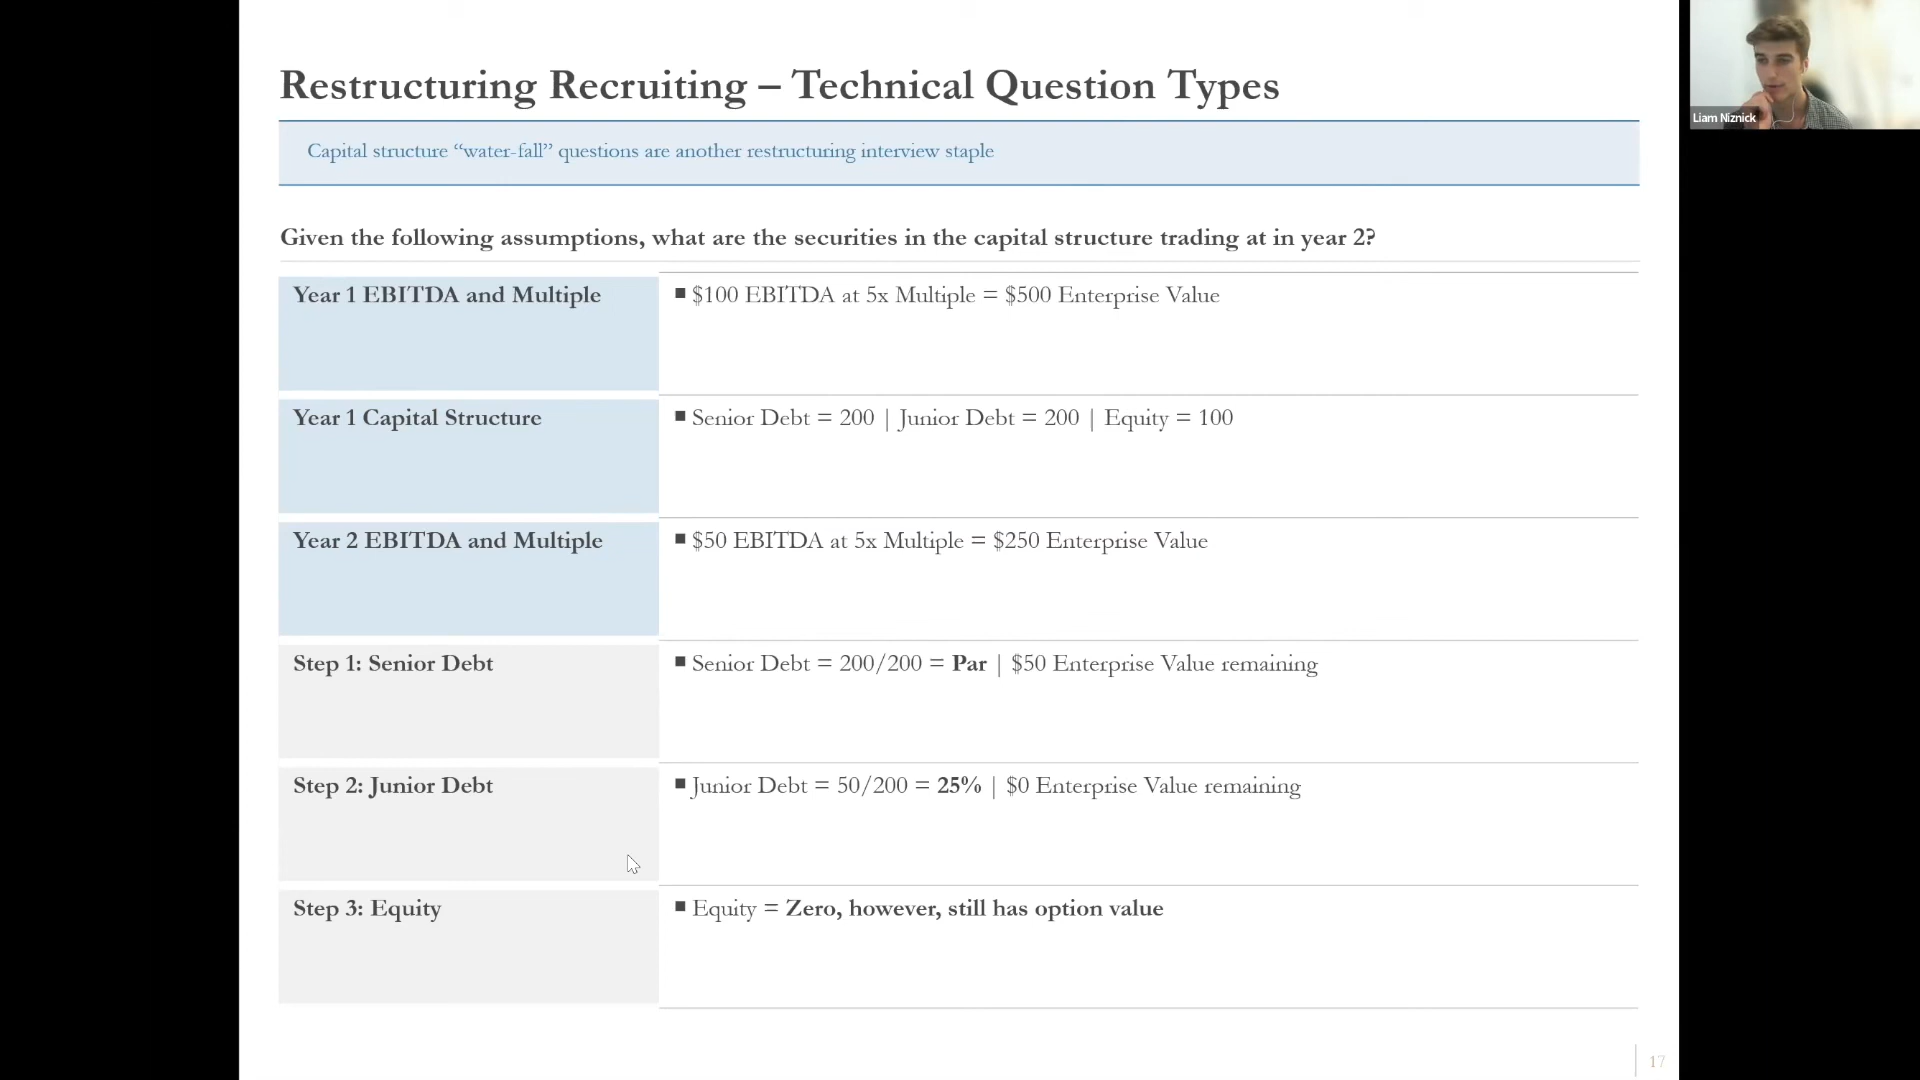 Restructuring Recruiting – Technical Question Types
Liam Niznick
Capital structure “water-fall” questions are another restructuring interview staple
Given the following assumptions, what are the securities in the capital structure trading at in year 2?
Year 1 EBITDA and Multiple
■ $100 EBITDA at 5x Multiple = $500 Enterprise Value
Year 1 Capital Structure
■ Senior Debt = 200 | Junior Debt = 200 | Equity = 100
Year 2 EBITDA and Multiple
■ $50 EBITDA at 5x Multiple = $250 Enterprise Value
Step 1: Senior Debt
■ Senior Debt = 200/200 = Par | $50 Enterprise Value remaining
Step 2: Junior Debt
■ Junior Debt = 50/200 = 25% | $0 Enterprise Value remaining
Step 3: Equity
■ Equity = Zero, however, still has option value
17